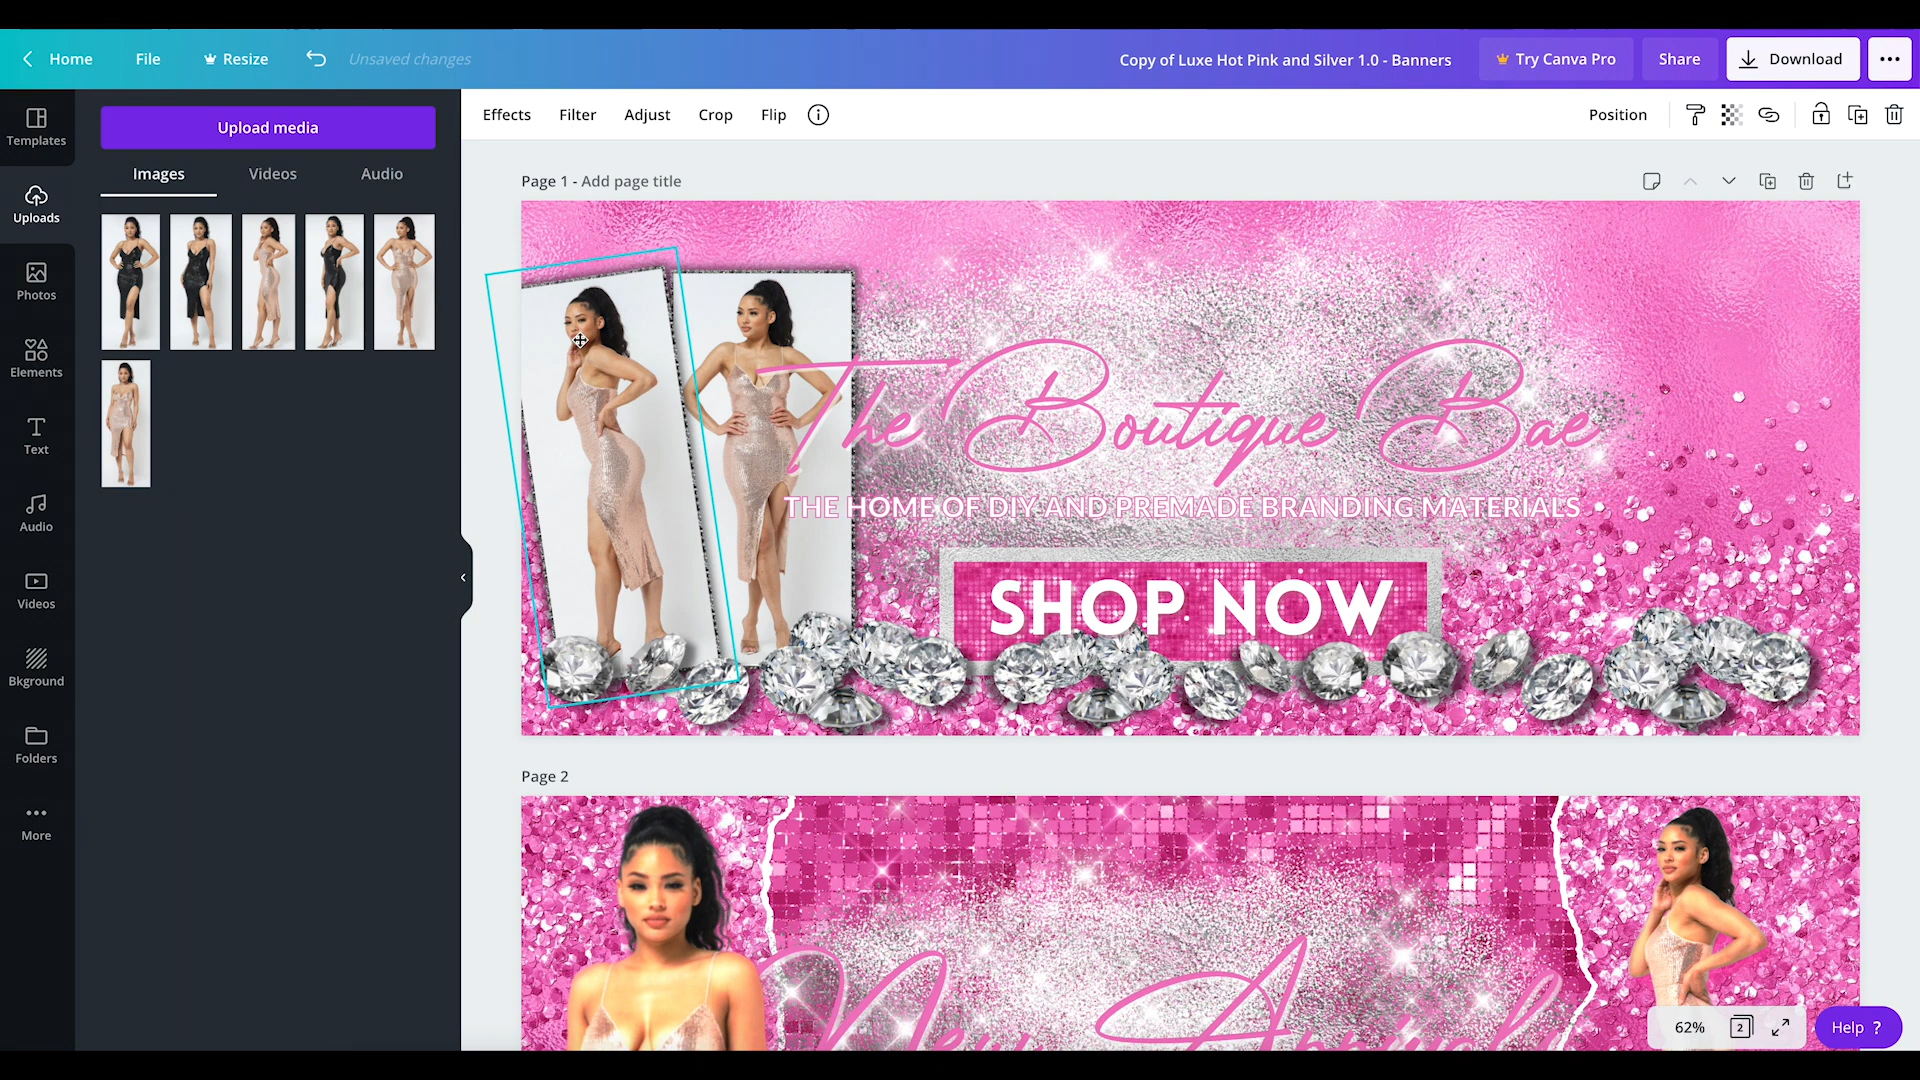 Home File Resize Unsaved changes Copy of Luxe Hot Pink and Silver 1.0 - Banners Try Canva Pro Share Download
Templates
Uploads
Photos
Elements
Text
Audio
Videos
Bkground
Folders
More
Upload media
Images Videos Audio
Effects Filter Adjust Crop Flip Position
Page 1 - Add page title
The Boutique Bae
THE HOME OF DIY AND PREMADE BRANDING MATERIALS
SHOP NOW
Page 2
New Arrivals
62% 2 Help ?